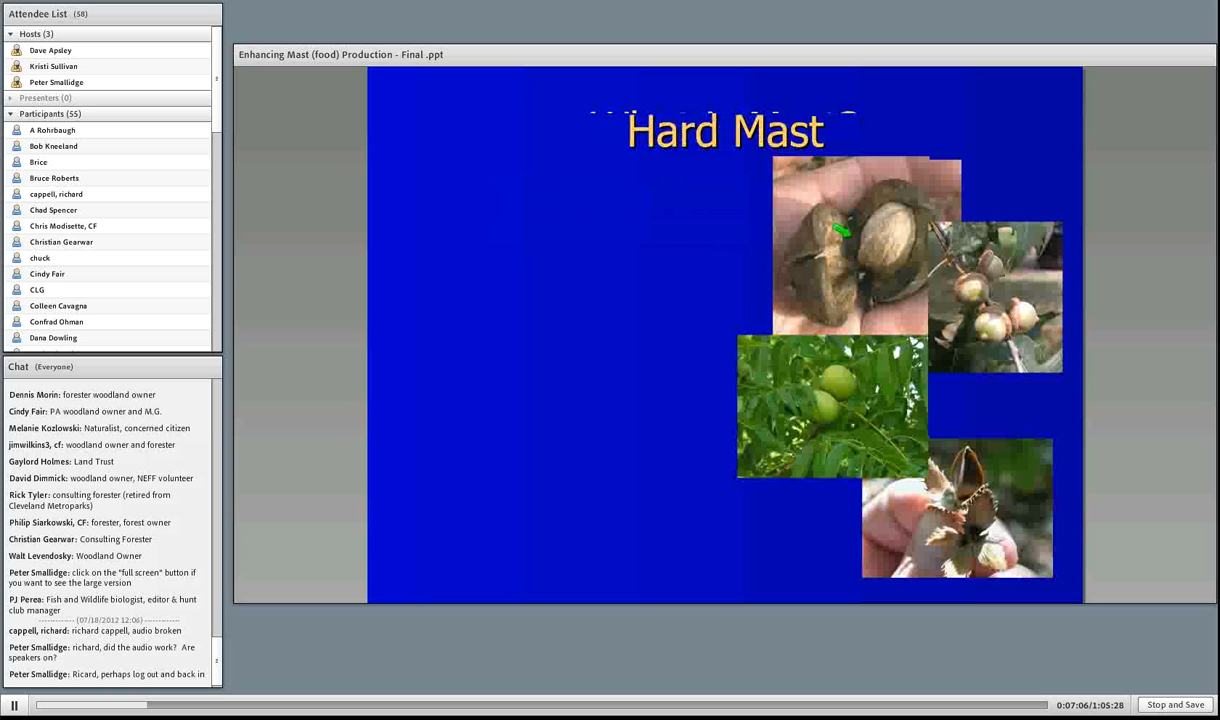 Attendee List (58)
Hosts (3)
Dave Apsley
Kristi Sullivan
Peter Smallidge
Presenters (0)
Participants (55)
A Rohrbaugh
Bob Kneeland
Brice
Bruce Roberts
cappell, richard
Chad Spencer
Chris Modisette, CF
Christian Gearwar
chuck
Cindy Fair
CLG
Colleen Cavagna
Confrad Ohman
Dana Dowling
Chat (Everyone)
Dennis Morin: forester woodland owner
Cindy Fair: PA woodland owner and M.G.
Melanie Kozlowski: Naturalist, concerned citizen
jimwilkins3, cf: woodland owner and forester
Gaylord Holmes: Land Trust
David Dimmick: woodland owner, NEFF volunteer
Rick Tyler: consulting forester (retired from
Cleveland Metroparks)
Philip Siarkowski, CF: forester, forest owner
Christian Gearwar: Consulting Forester
Walt Levendosky: Woodland Owner
Peter Smallidge: click on the "full screen" button if
you want to see the large version
PJ Perea: Fish and Wildlife biologist, editor & hunt
club manager
------------- (07/18/2012 12:06) -------------
cappell, richard: richard cappell, audio broken
Peter Smallidge: richard, did the audio work? Are
speakers on?
Peter Smallidge: Ricard, perhaps log out and back in
Enhancing Mast (food) Production - Final .ppt
Hard Mast
0:07:06/1:05:28
Stop and Save